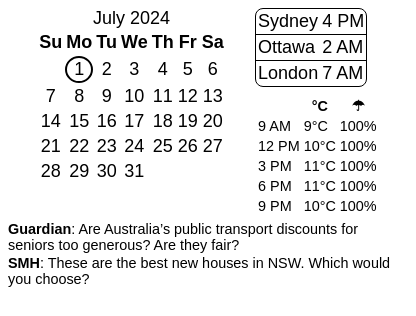 July 2024
Su Mo Tu We Th Fr Sa
1 2 3 4 5 6
7 8 9 10 11 12 13
14 15 16 17 18 19 20
21 22 23 24 25 26 27
28 29 30 31
Sydney 4 PM
Ottawa 2 AM
London 7 AM
°C ☂
9 AM 9°C 100%
12 PM 10°C 100%
3 PM 11°C 100%
6 PM 11°C 100%
9 PM 10°C 100%
Guardian: Are Australia’s public transport discounts for
seniors too generous? Are they fair?
SMH: These are the best new houses in NSW. Which would
you choose?